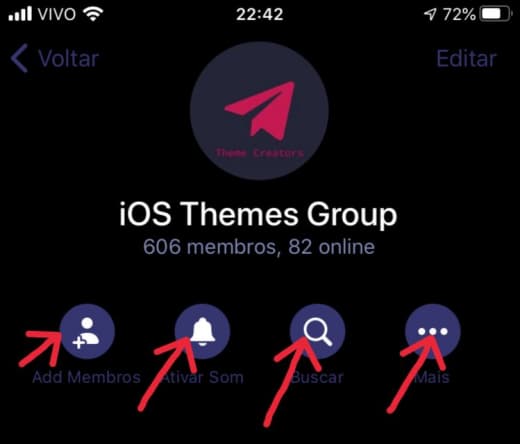 VIVO 22:42 72%
Voltar Editar
Theme Creators
iOS Themes Group
606 membros, 82 online
Add Membros Ativar Som Buscar Mais